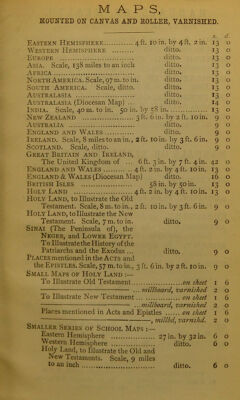 MAPS,
MOUNTED ON CANVAS AND ROLLER, VARNISHED.
s. d.
EASTERN HEMISPHERE............ 4 ft. 10 in. by 4 ft. 2 in. 13 0
WESTERN HEMISPHERE ditto. 13 0
EUROPE ditto. 13 0
ASIA. Scale, 138 miles to an inch ditto. 13 0
AFRICA ditto. 13 0
NORTH AMERICA. Scale, 97 m. to in. ditto. 13 0
SOUTH AMERICA. Scale, ditto. ditto. 13 0
AUSTRALASIA ditto. 13 0
AUSTRALASIA (Diocesan Map) ... ditto. 14 0
INDIA. Scale, 40 m. to in. 50 in. by 58 in. 13 0
NEW ZEALAND 3 ft. 6 in. by 2 ft. 10 in. 9 0
AUSTRALIA ditto. 9 0
ENGLAND AND WALES ditto. 9 0
IRELAND. Scale, 8 miles to an in. 2 ft. 10 in. by 3 ft. 6 in. 9 0
SCOTLAND. Scale, ditto. ditto. 9 0
GREAT BRITAIN AND IRELAND,
The United Kingdom of ... 6 ft. 3 in. by 7 ft. 4 in. 42 0
ENGLAND AND WALES 4 ft. 2 in. by 4 ft. 10 in. 13 0
ENGLAND & WALES (Diocesan Map) ditto. 16 0
BRITISH ISLES 58 in. by 50 in. 13 0
HOLY LAND 4 ft. 2 in. by 4 ft. 10 in. 13 0
HOLY LAND, to Illustrate the Old
Testament. Scale, 8 m. to in. 2 ft. 10 in. by 3 ft. 6 in. 9 0
HOLY LAND, to Illustrate the New
Testament. Scale, 7 m. to in. ditto. 9 0
SINAI (The Peninsula of), the
NEGEB, and LOWER EGYPT.
To Illustrate the History of the
Patriarchs and the Exodus ... ditto. 9 0
PLACES mentioned in the ACTS and
the EPISTLES. Scale, 57 m. to in. 3 ft. 6 in. by 2 ft. 10 in. 9 0
SMALL MAPS OF HOLY LAND:—
To Illustrate Old Testament on sheet 1 6
millboard, varnished 2 0
To Illustrate New Testament on sheet 1 6
millboard, varnished 2 0
Places mentioned in Acts and Epistles ...... on sheet 1 6
millbd, varnishd. 2 0
SMALLER SERIES OF SCHOOL MAPS:—
Eastern Hemisphere 27 in. by 32 in. 6 0
Western Hemisphere ditto. 6 0
Holy Land, to Illustrate the Old and
New Testaments. Scale, 9 miles
to an inch ditto. 6 0